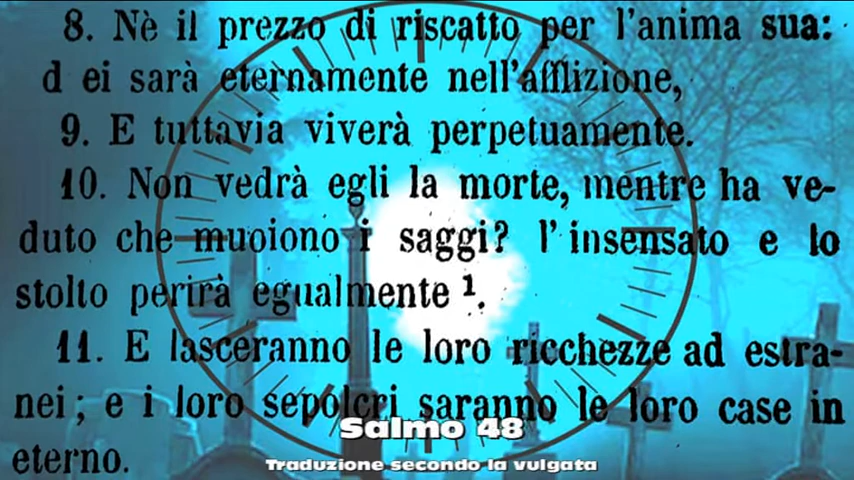 8. Nè il prezzo di riscatto per l'anima sua:
d ei sarà eternamente nell'afflizione,
9. E tuttavia viverà perpetuamente.
10. Non vedrà egli la morte, mentre ha ve-
duto che muoiono i saggi? l'insensato e lo
stolto perirà egualmente ¹.
11. E lasceranno le loro ricchezze ad estra-
nei; e i loro sepolcri saranno le loro case in
eterno.
Salmo 48
Traduzione secondo la vulgata